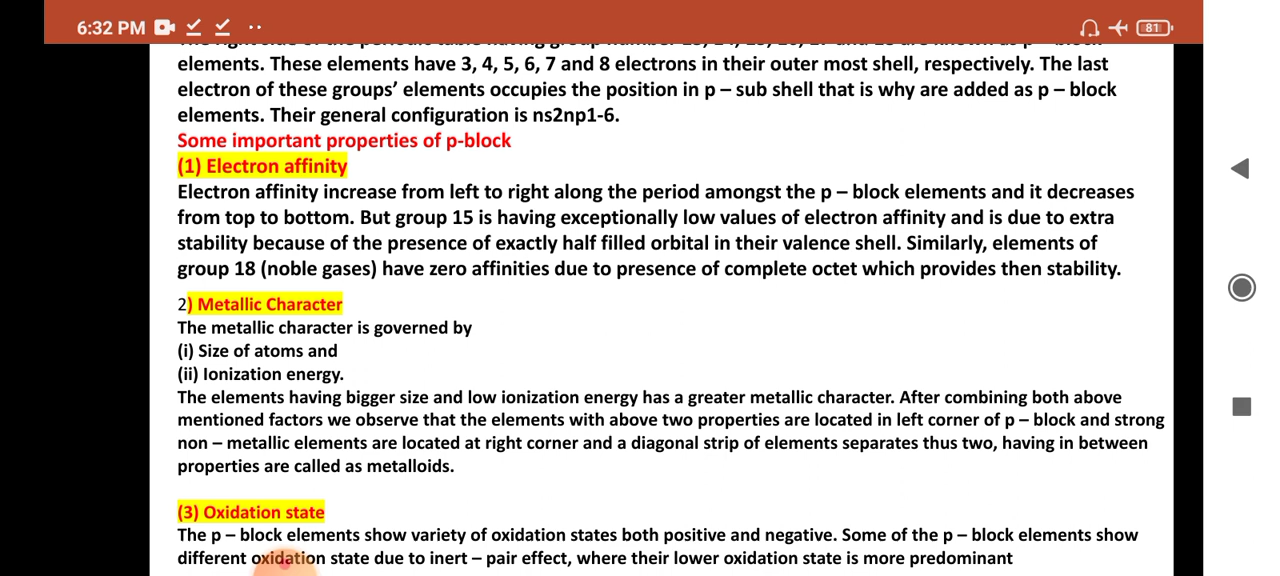 6:32 PM
81
elements. These elements have 3, 4, 5, 6, 7 and 8 electrons in their outer most shell, respectively. The last
electron of these groups’ elements occupies the position in p – sub shell that is why are added as p – block
elements. Their general configuration is ns2np1-6.
Some important properties of p-block
(1) Electron affinity
Electron affinity increase from left to right along the period amongst the p – block elements and it decreases
from top to bottom. But group 15 is having exceptionally low values of electron affinity and is due to extra
stability because of the presence of exactly half filled orbital in their valence shell. Similarly, elements of
group 18 (noble gases) have zero affinities due to presence of complete octet which provides then stability.
2) Metallic Character
The metallic character is governed by
(i) Size of atoms and
(ii) Ionization energy.
The elements having bigger size and low ionization energy has a greater metallic character. After combining both above
mentioned factors we observe that the elements with above two properties are located in left corner of p – block and strong
non – metallic elements are located at right corner and a diagonal strip of elements separates thus two, having in between
properties are called as metalloids.
(3) Oxidation state
The p – block elements show variety of oxidation states both positive and negative. Some of the p – block elements show
different oxidation state due to inert – pair effect, where their lower oxidation state is more predominant